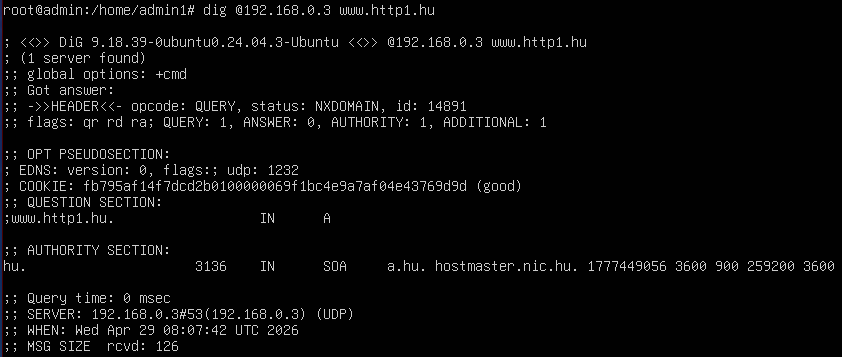 root@admin:/home/admin1# dig @192.168.0.3 www.http1.hu
; <<>> DiG 9.18.39-0ubuntu0.24.04.3-Ubuntu <<>> @192.168.0.3 www.http1.hu
; (1 server found)
;; global options: +cmd
;; Got answer:
;; ->>HEADER<<- opcode: QUERY, status: NXDOMAIN, id: 14891
;; flags: qr rd ra; QUERY: 1, ANSWER: 0, AUTHORITY: 1, ADDITIONAL: 1
;; OPT PSEUDOSECTION:
; EDNS: version: 0, flags:; udp: 1232
; COOKIE: fb795af14f7dcd2b0100000069f1bc4e9a7af04e43769d9d (good)
;; QUESTION SECTION:
;www.http1.hu. IN A
;; AUTHORITY SECTION:
hu. 3136 IN SOA a.hu. hostmaster.nic.hu. 1777449056 3600 900 259200 3600
;; Query time: 0 msec
;; SERVER: 192.168.0.3#53(192.168.0.3) (UDP)
;; WHEN: Wed Apr 29 08:07:42 UTC 2026
;; MSG SIZE rcvd: 126